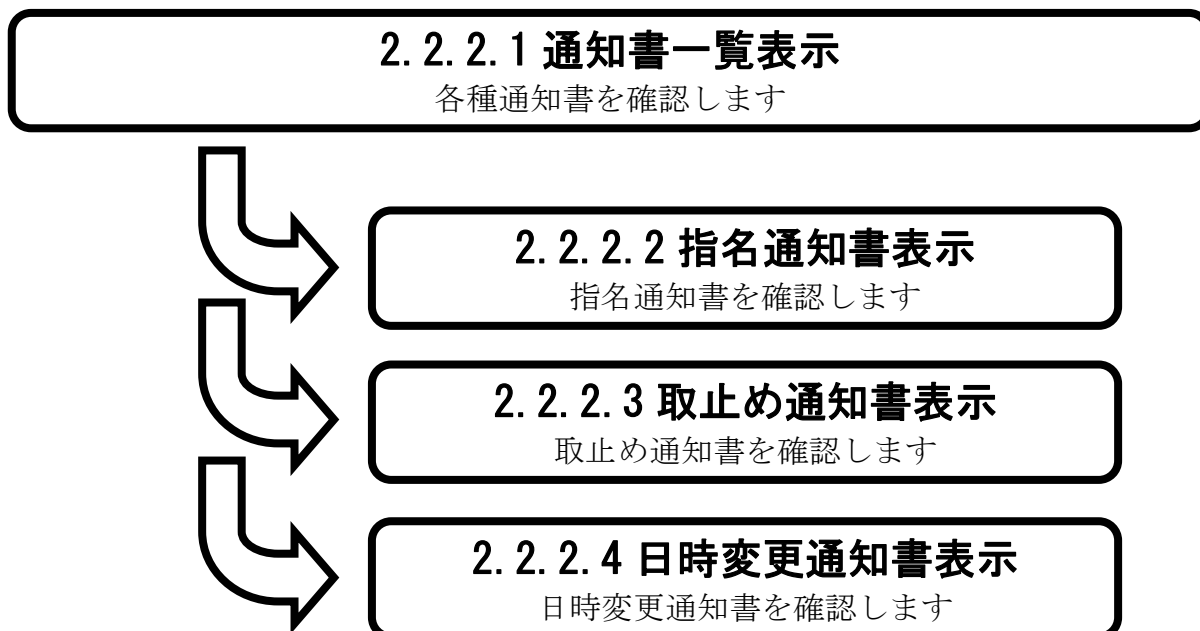 2.2.2.1 通知書一覧表示
各種通知書を確認します
2.2.2.2 指名通知書表示
指名通知書を確認します
2.2.2.3 取止め通知書表示
取止め通知書を確認します
2.2.2.4 日時変更通知書表示
日時変更通知書を確認します